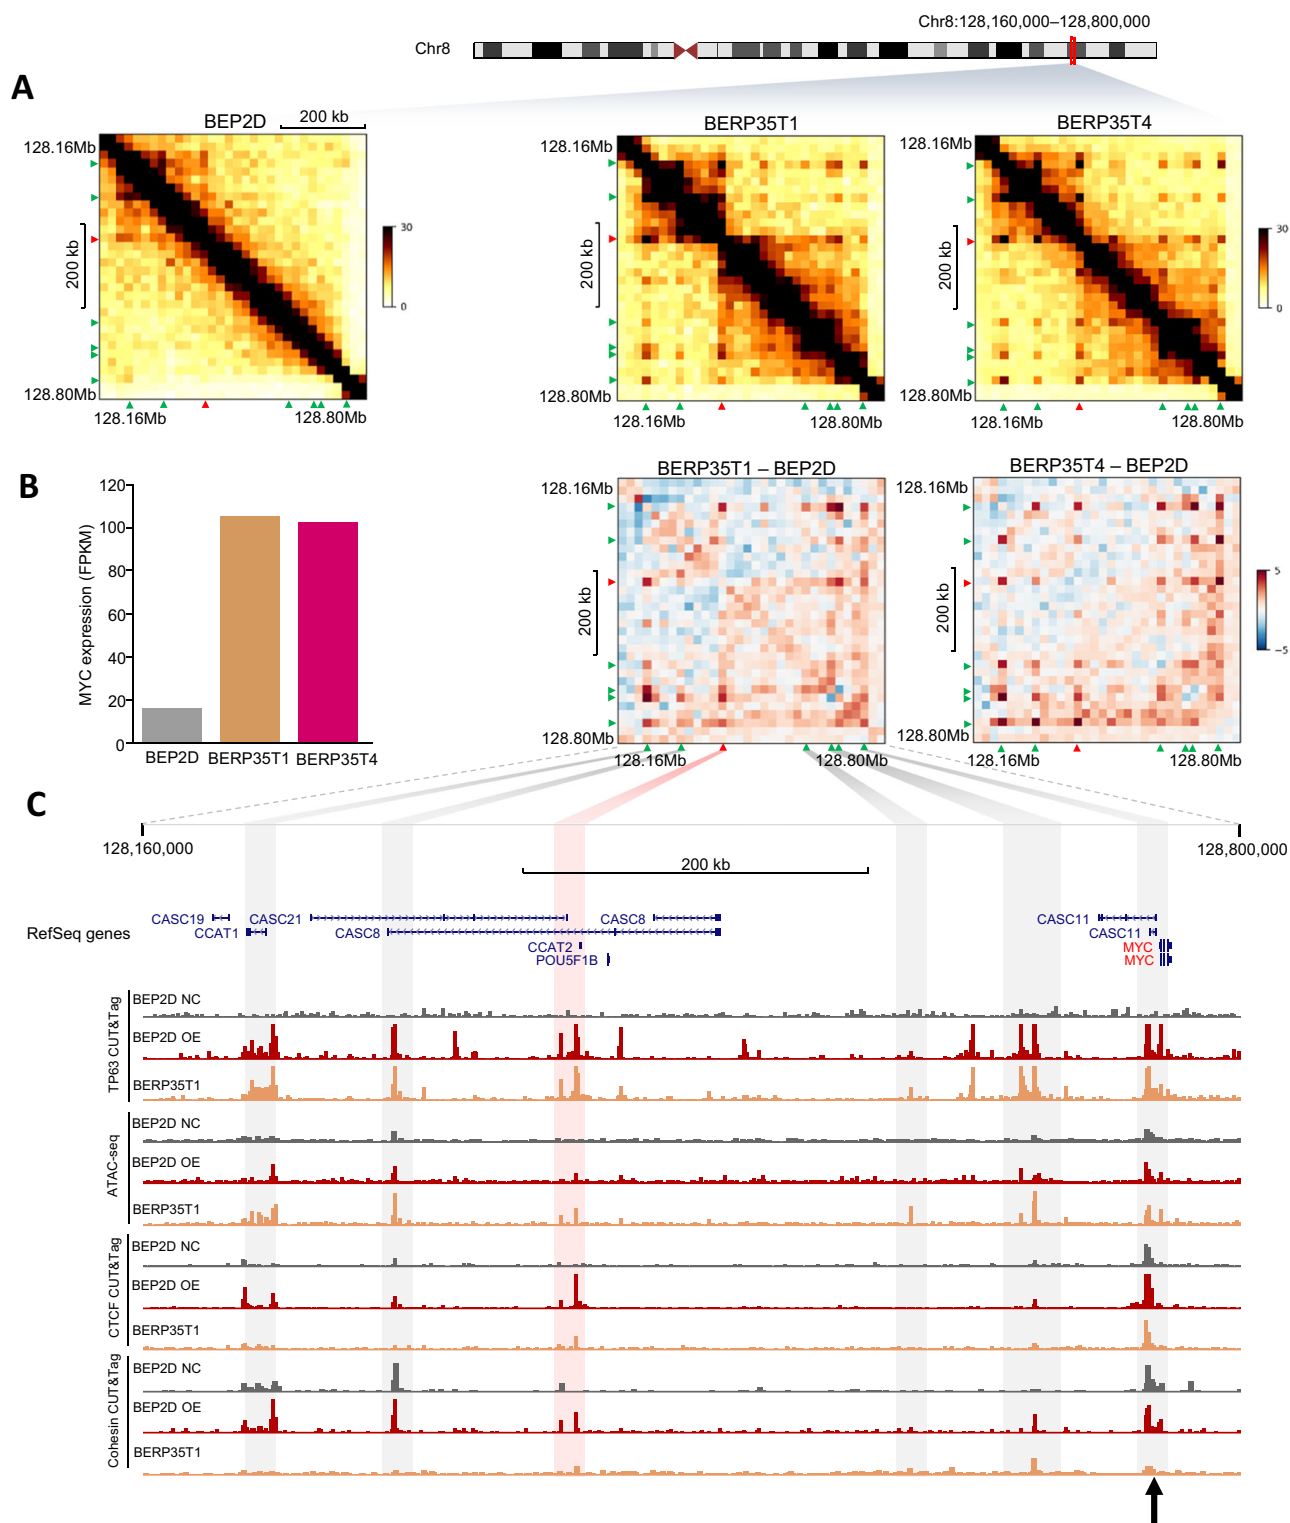 Chr8:128,160,000–128,800,000
Chr8
A
BEP2D
200 kb
BERP35T1
BERP35T4
128.16Mb
128.16Mb
128.16Mb
200 kb
30
0
200 kb
200 kb
30
0
128.80Mb
128.80Mb
128.80Mb
128.16Mb
128.80Mb
128.16Mb
128.80Mb
128.16Mb
128.80Mb
B
MYC expression (FPKM)
120
100
80
60
40
20
0
BEP2D
BERP35T1
BERP35T4
BERP35T1 – BEP2D
BERP35T4 – BEP2D
128.16Mb
128.16Mb
200 kb
200 kb
5
−5
128.80Mb
128.80Mb
128.16Mb
128.80Mb
128.16Mb
128.80Mb
C
128,160,000
128,800,000
200 kb
RefSeq genes
CASC19
CASC21
CASC8
CASC11
CCAT1
CASC8
CASC11
CCAT2
MYC
POU5F1B
MYC
TP63 CUT&Tag
BEP2D NC
BEP2D OE
BERP35T1
ATAC-seq
BEP2D NC
BEP2D OE
BERP35T1
CTCF CUT&Tag
BEP2D NC
BEP2D OE
BERP35T1
Cohesin CUT&Tag
BEP2D NC
BEP2D OE
BERP35T1